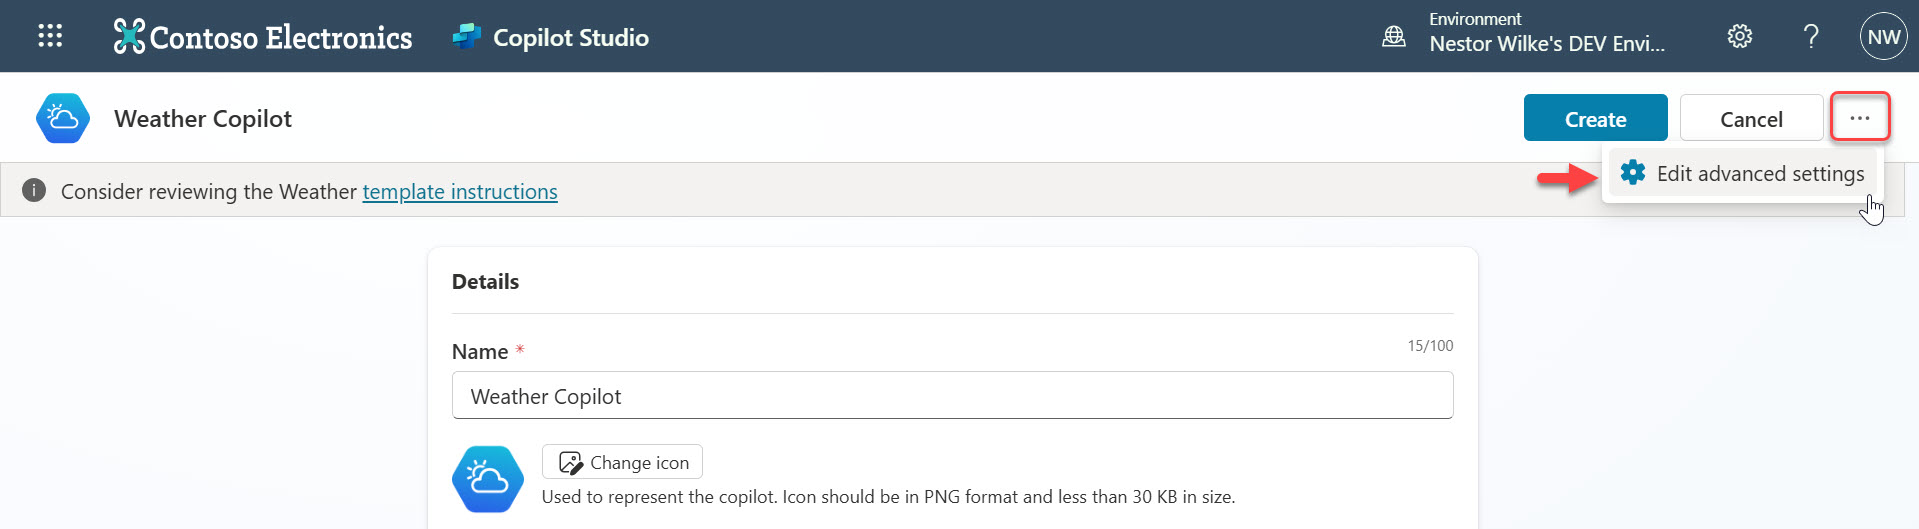 Contoso Electronics
Copilot Studio
Environment
Nestor Wilke's DEV Envi...
?
NW
Weather Copilot
Create
Cancel
...
Edit advanced settings
Consider reviewing the Weather template instructions
Details
Name *
15/100
Weather Copilot
Change icon
Used to represent the copilot. Icon should be in PNG format and less than 30 KB in size.